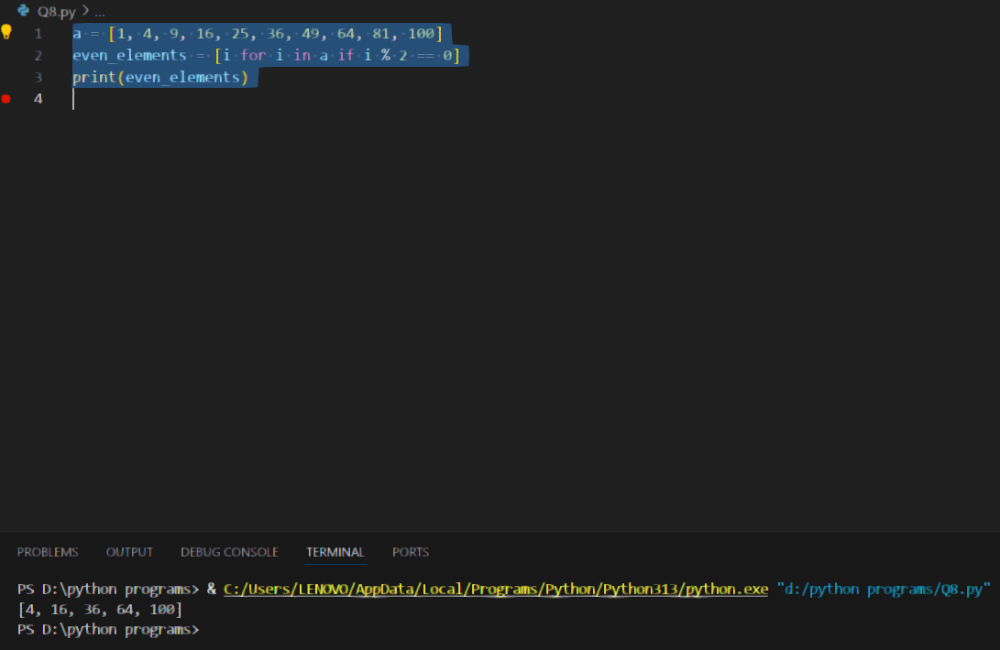 Q8.py > ...
1 a = [1, 4, 9, 16, 25, 36, 49, 64, 81, 100]
2 even_elements = [i for i in a if i % 2 == 0]
3 print(even_elements)
4
PROBLEMS OUTPUT DEBUG CONSOLE TERMINAL PORTS
PS D:\python programs> & C:/Users/LENOVO/AppData/Local/Programs/Python/Python313/python.exe "d:/python programs/Q8.py"
[4, 16, 36, 64, 100]
PS D:\python programs>